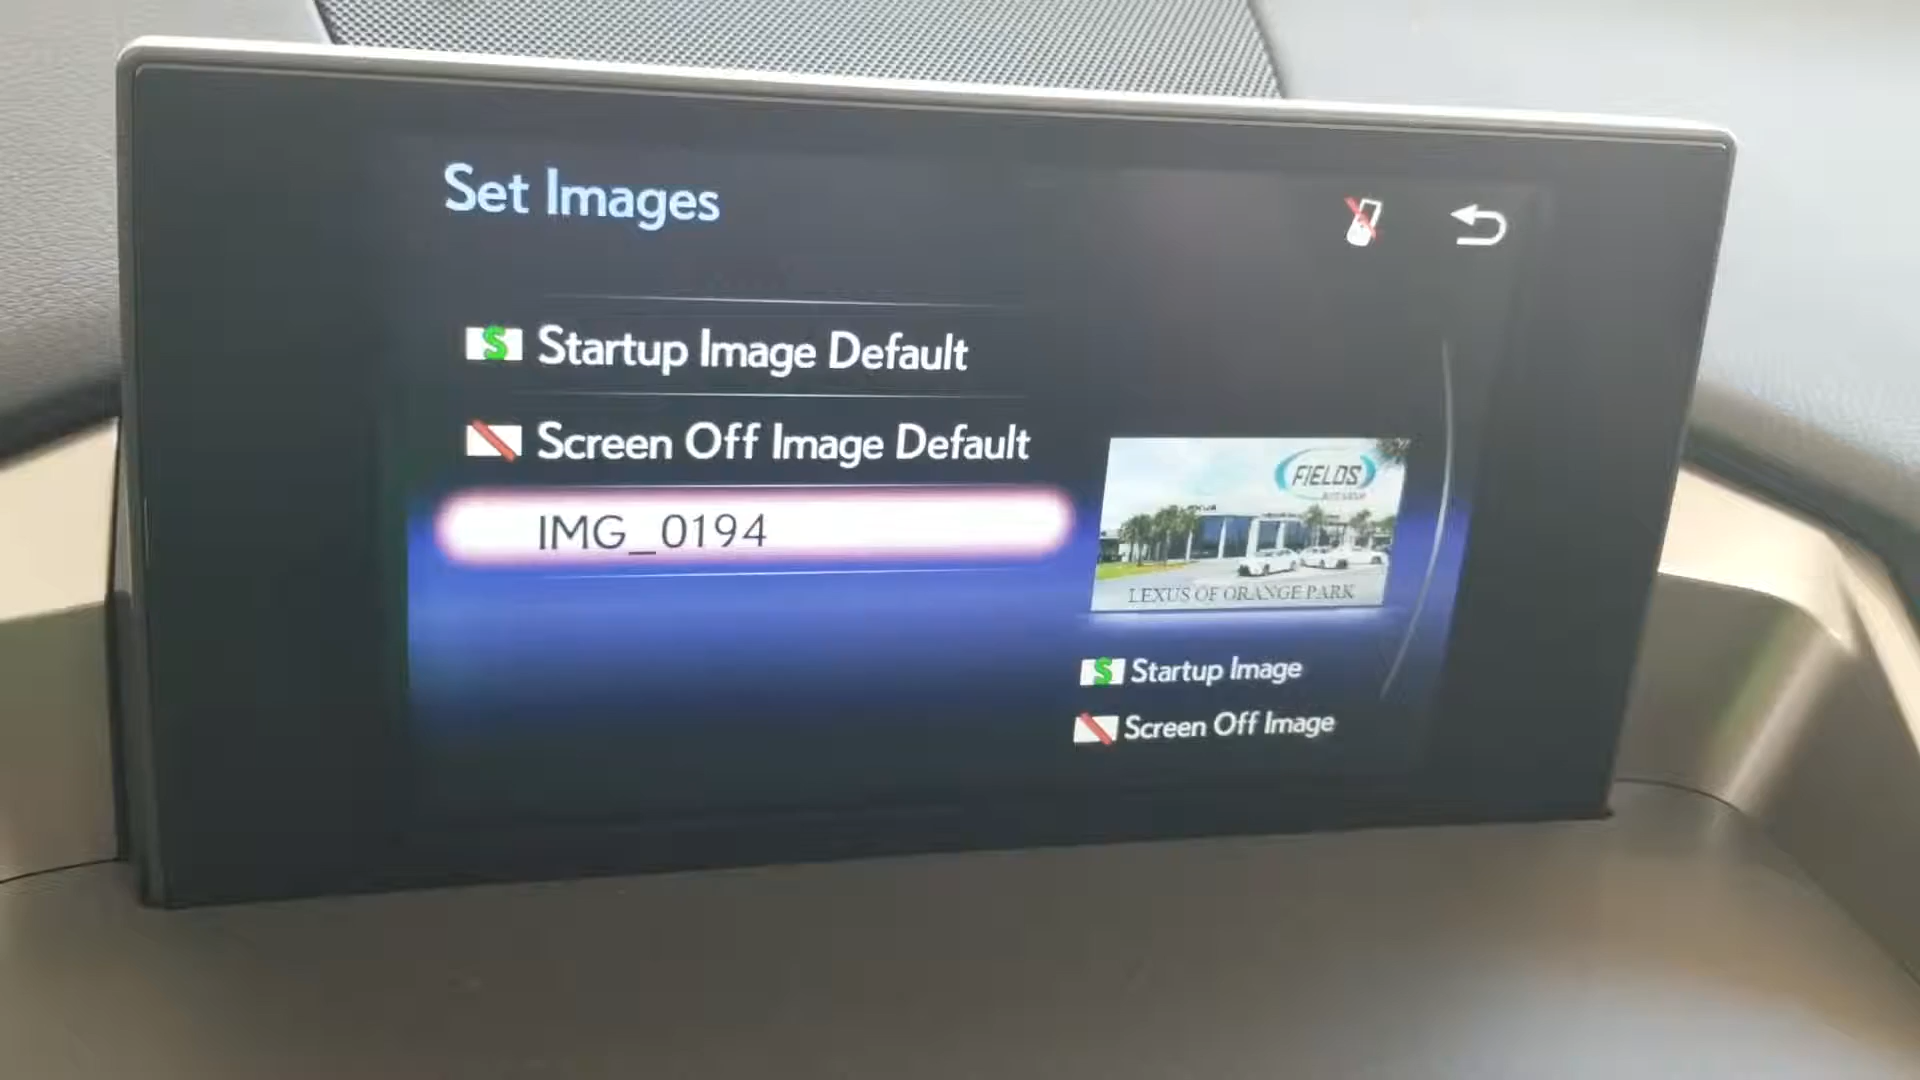 Set Images
Startup Image Default
Screen Off Image Default
IMG_0194
FIELDS
LEXUS OF ORANGE PARK
Startup Image
Screen Off Image